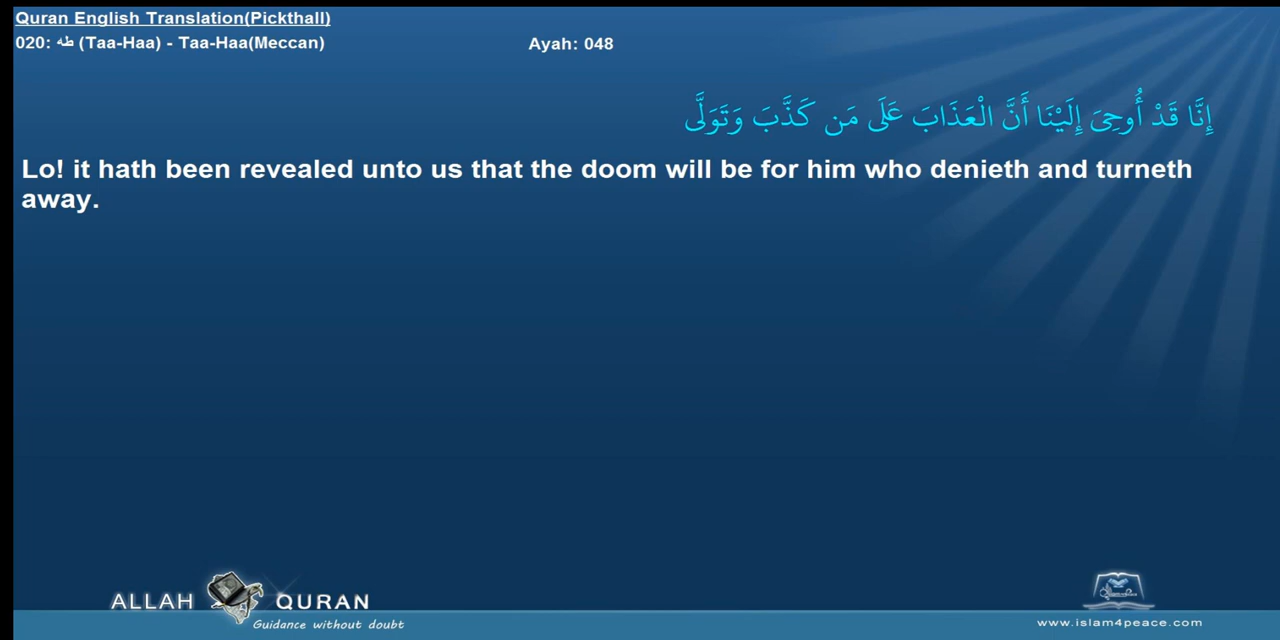 Quran English Translation(Pickthall)
020: طه (Taa-Haa) - Taa-Haa(Meccan) Ayah: 048
إِنَّا قَدْ أُوحِىَ إِلَيْنَا أَنَّ الْعَذَابَ عَلَى مَن كَذَّبَ وَتَوَلَّى
Lo! it hath been revealed unto us that the doom will be for him who denieth and turneth
away.
ALLAH QURAN
Guidance without doubt
www.islam4peace.com